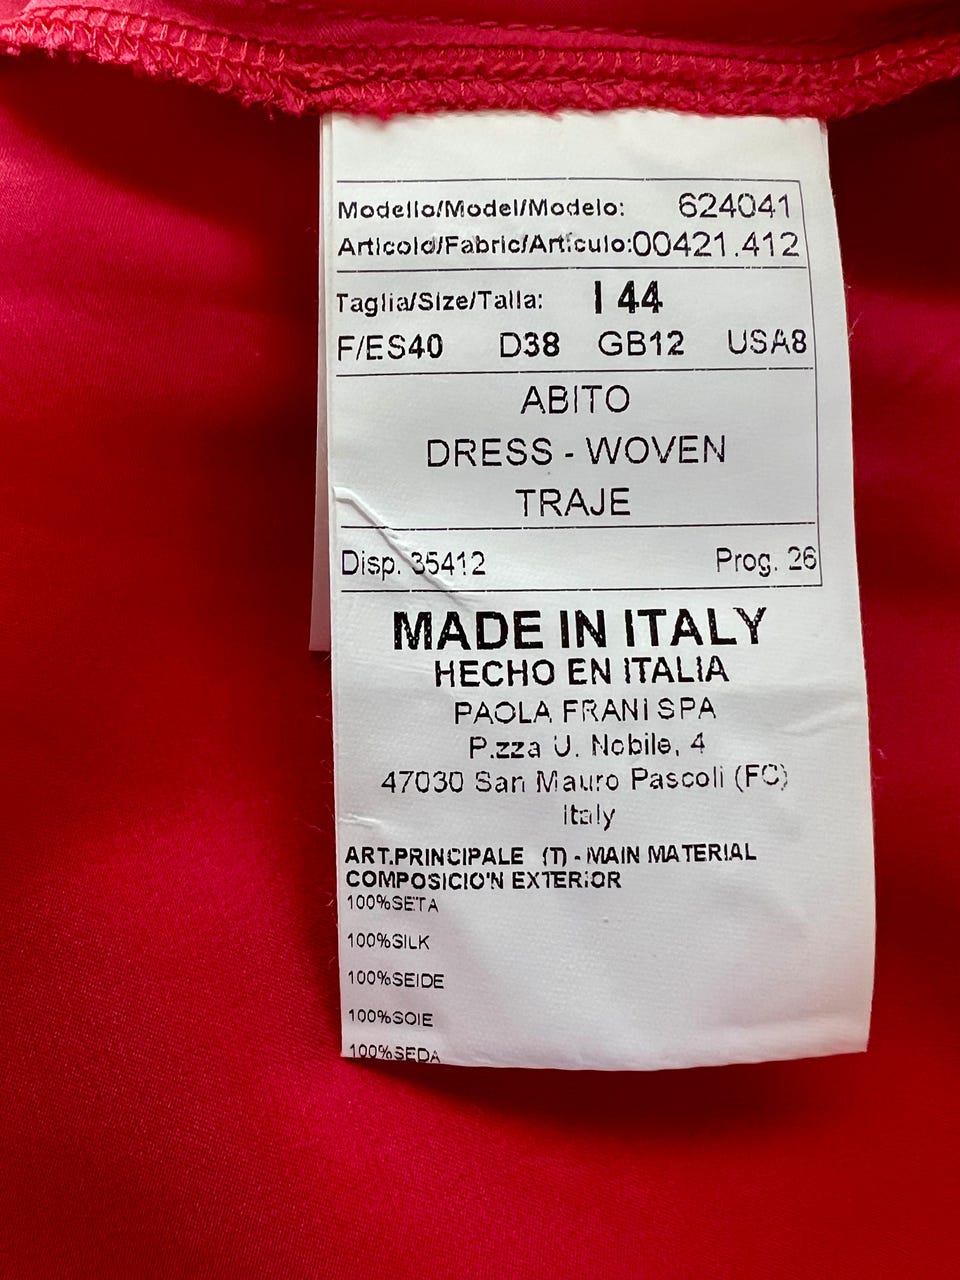 Modello/Model/Modelo: 624041
Articolo/Fabric/Artículo:00421.412
Taglia/Size/Talla: I 44
F/ES40 D38 GB12 USA8
ABITO
DRESS - WOVEN
TRAJE
Disp. 35412 Prog. 26
MADE IN ITALY
HECHO EN ITALIA
PAOLA FRANI SPA
P.zza U. Nobile, 4
47030 San Mauro Pascoli (FC)
Italy
ART.PRINCIPALE (T) - MAIN MATERIAL
COMPOSICIO'N EXTERIOR
100%SETA
100%SILK
100%SEIDE
100%SOIE
100%SEDA